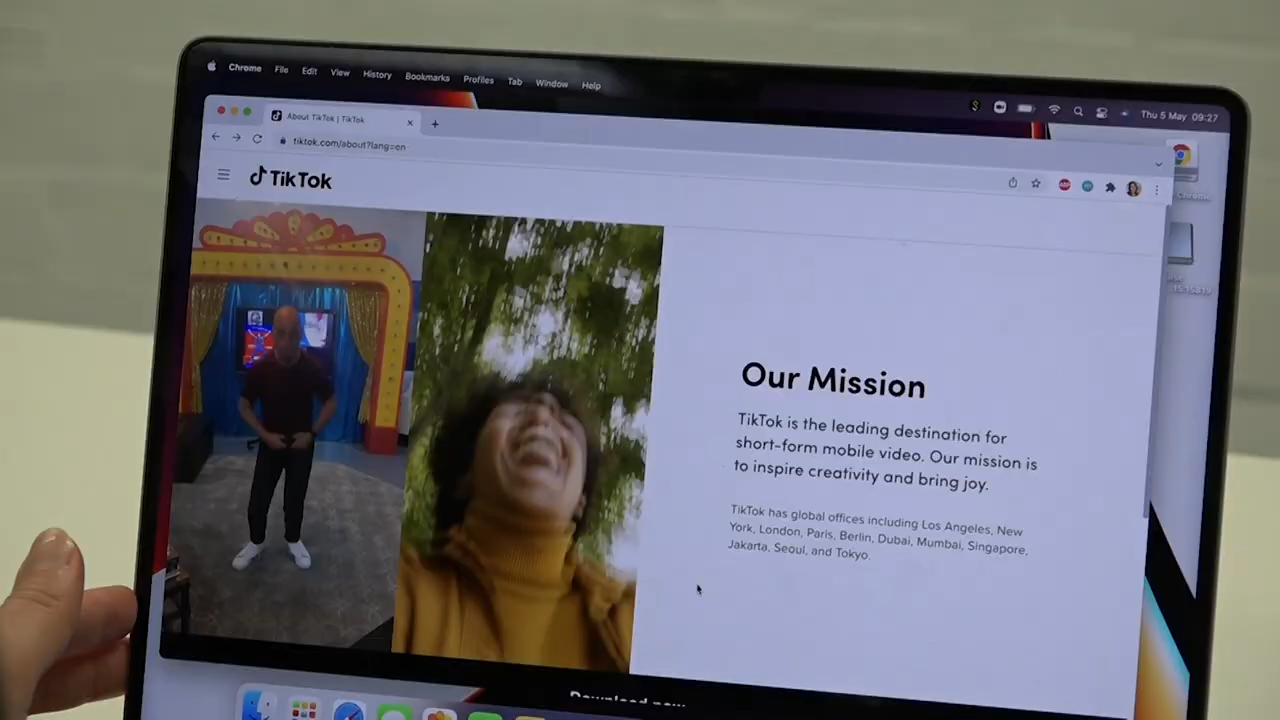 Chrome File Edit View History Bookmarks Profiles Tab Window Help
Thu 5 May 09:27
About TikTok | TikTok
tiktok.com/about?lang=en
TikTok
Chrome
Our Mission
TikTok is the leading destination for
short-form mobile video. Our mission is
to inspire creativity and bring joy.
TikTok has global offices including Los Angeles, New
York, London, Paris, Berlin, Dubai, Mumbai, Singapore,
Jakarta, Seoul, and Tokyo.
Download now